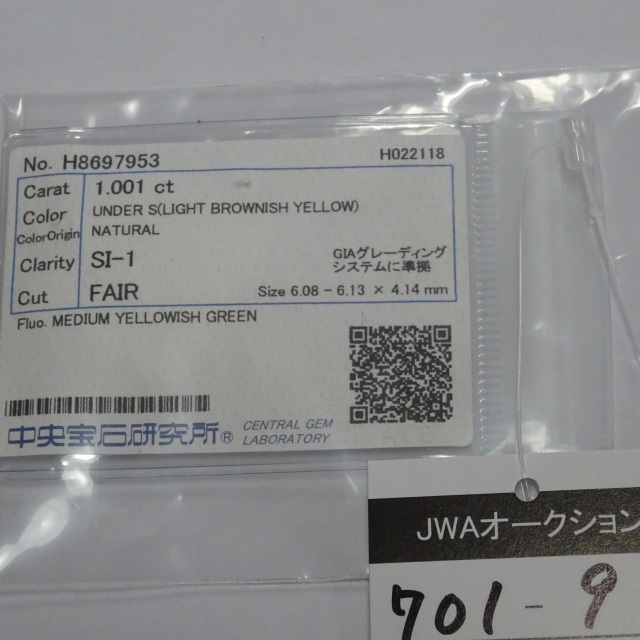 No. H8697953 H022118
Carat 1.001 ct
Color UNDER S(LIGHT BROWNISH YELLOW)
ColorOrigin NATURAL
Clarity SI-1 GIAグレーディング
システムに準拠
Cut FAIR Size 6.08 - 6.13 × 4.14 mm
Fluo. MEDIUM YELLOWISH GREEN
中央宝石研究所® CENTRAL GEM
LABORATORY
JWAオークション
701-9